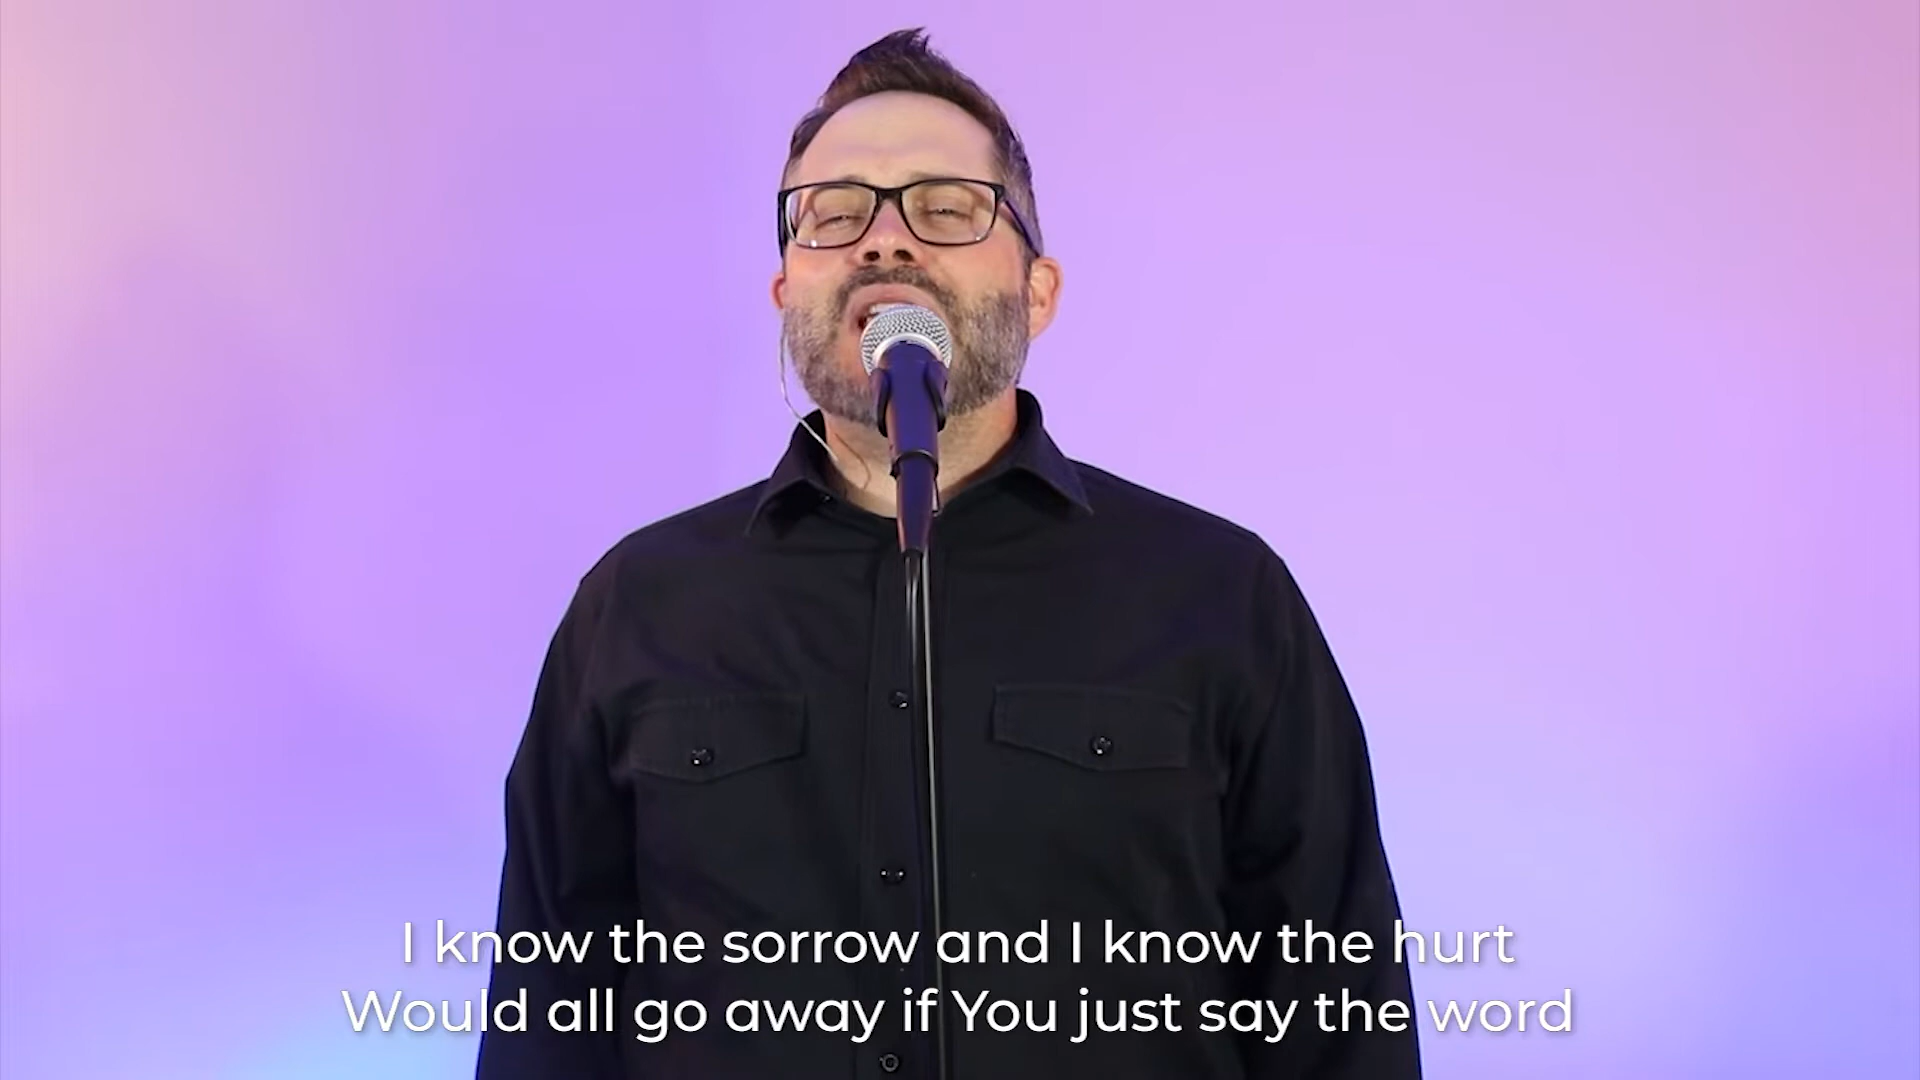 I know the sorrow and I know the hurt
Would all go away if You just say the word